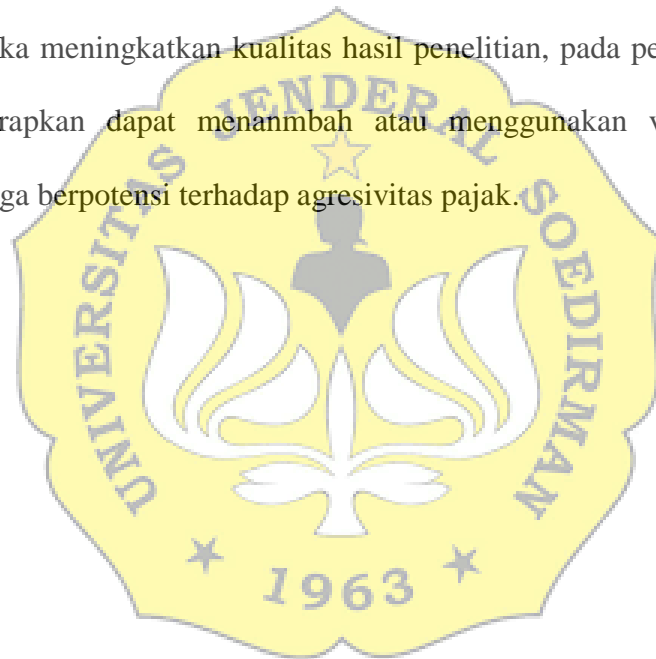 ka meningkatkan kualitas hasil penelitian, pada pe
rapkan dapat menanmbah atau menggunakan v
ga berpotensi terhadap agresivitas pajak.
UNIVERSITAS JENDERAL SOEDIRMAN
★ 1963 ★